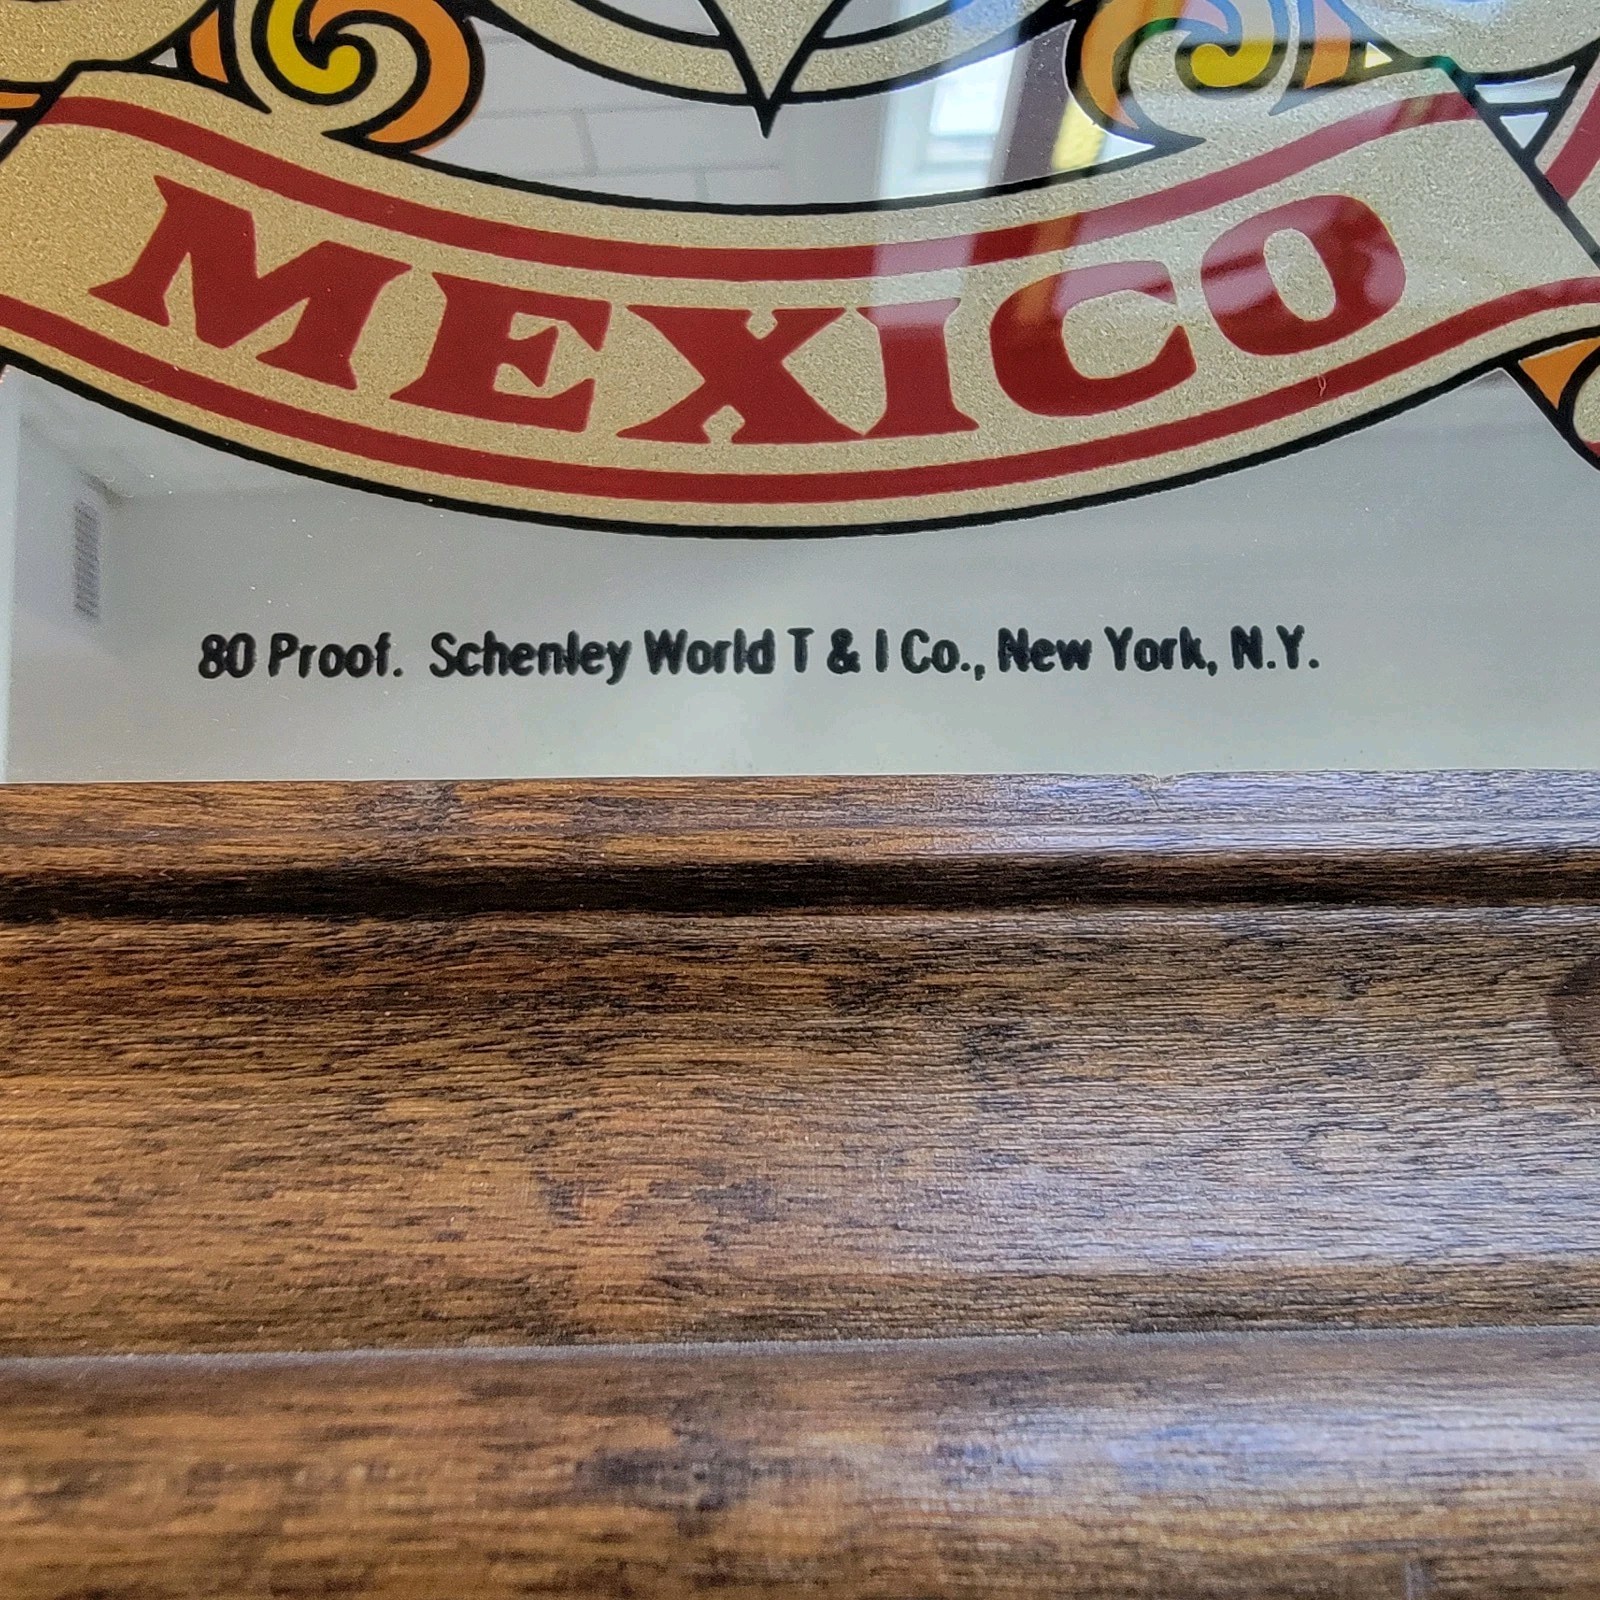 MEXICO
80 Proof. Schenley World T & I Co., New York, N.Y.